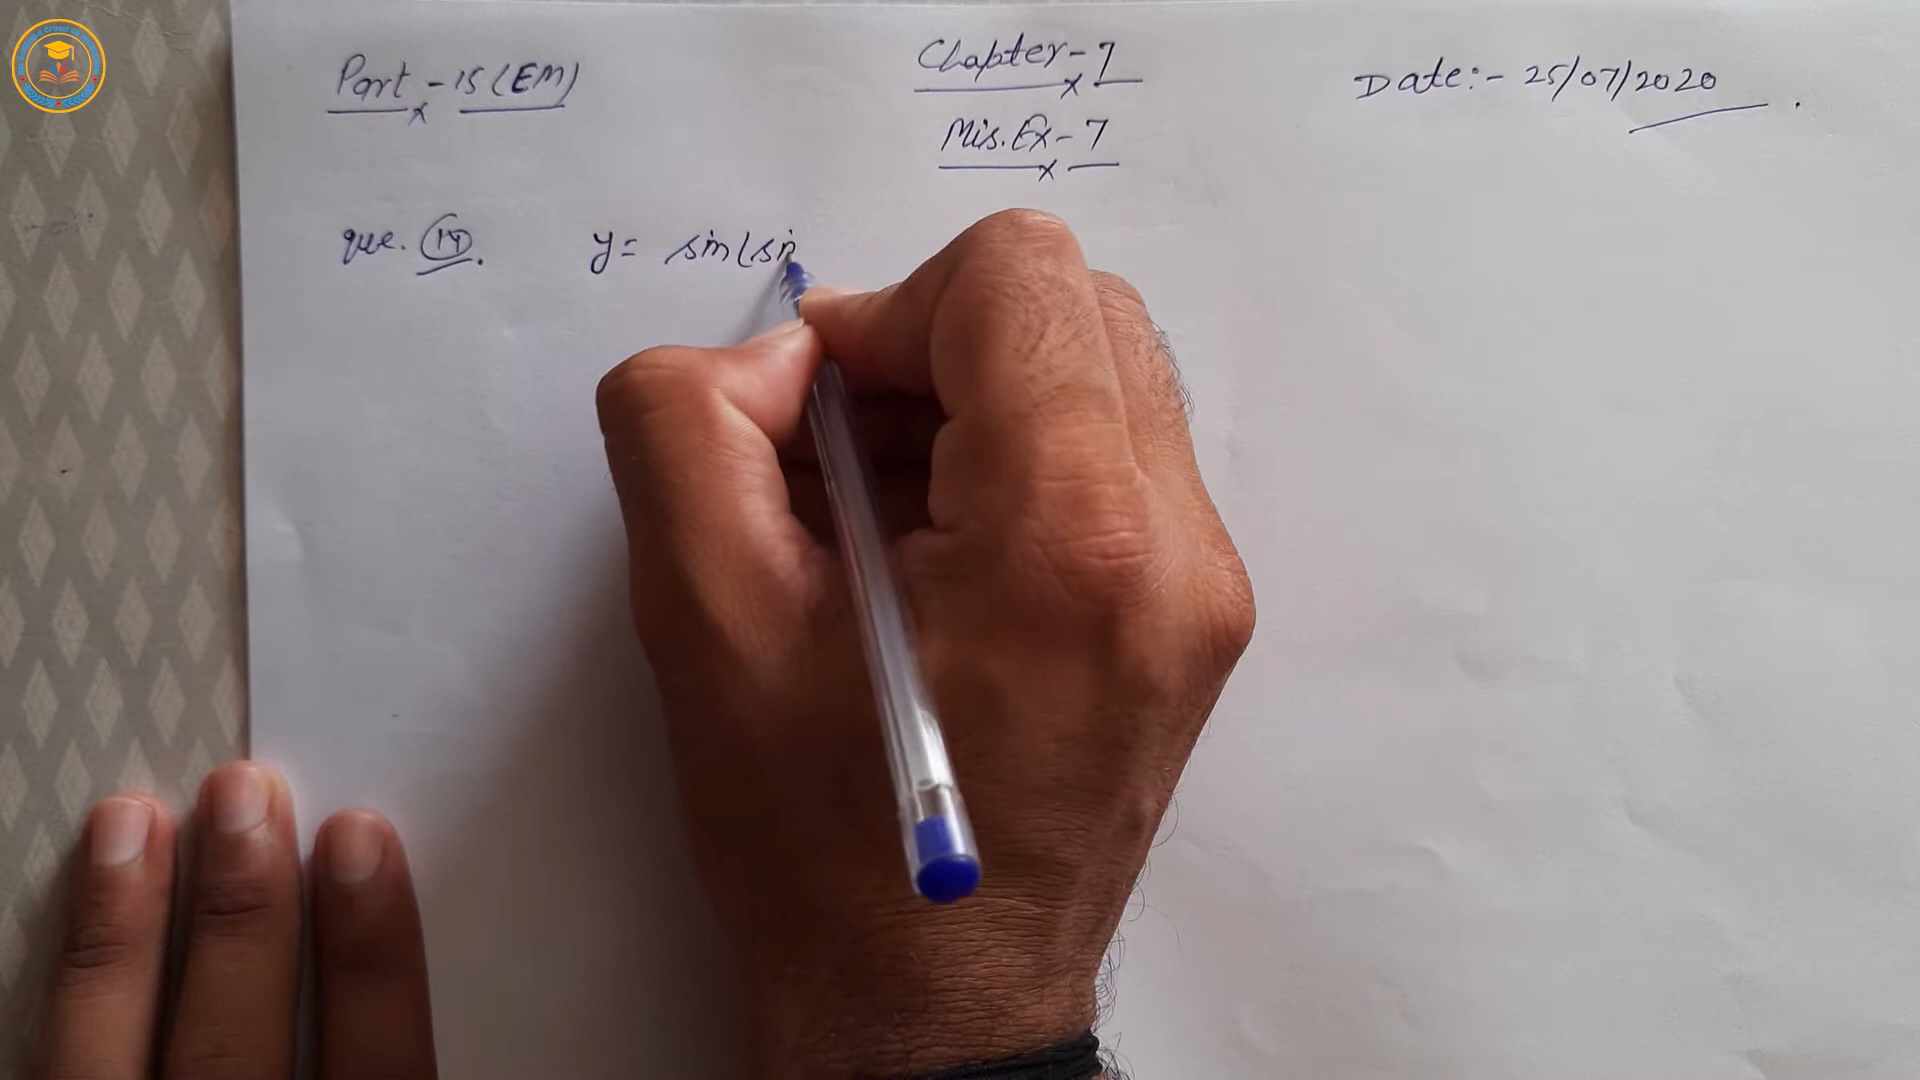 Part - 15 (EM)
Chapter - 7
Date:- 25/07/2020.
Mis. Ex - 7
que. 14. y = sin(sin